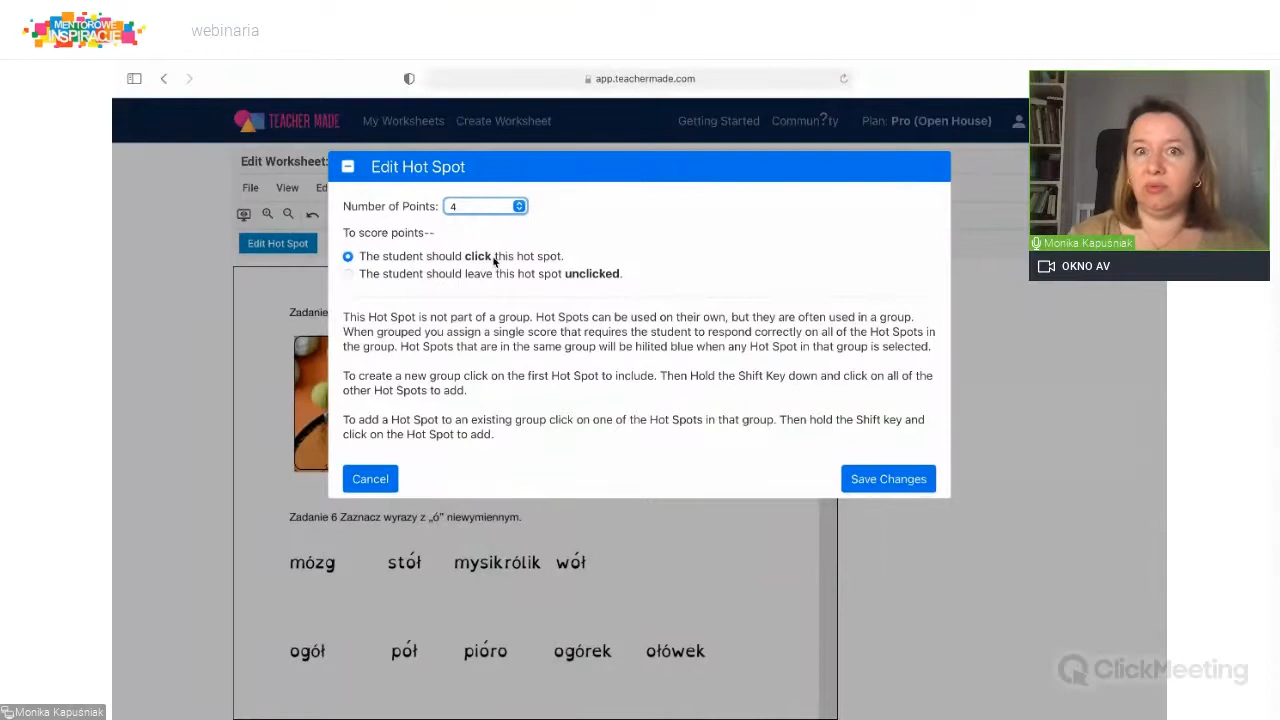 MENTOROWE
INSPIRACJE
webinaria
app.teachermade.com
TEACHER MADE
My Worksheets
Create Worksheet
Getting Started
Commun?ty
Plan: Pro (Open House)
Edit Worksheet:
File
View
Ed
Edit Hot Spot
Edit Hot Spot
Number of Points: 4
To score points--
The student should click this hot spot.
The student should leave this hot spot unclicked.
This Hot Spot is not part of a group. Hot Spots can be used on their own, but they are often used in a group.
When grouped you assign a single score that requires the student to respond correctly on all of the Hot Spots in
the group. Hot Spots that are in the same group will be hilited blue when any Hot Spot in that group is selected.
To create a new group click on the first Hot Spot to include. Then Hold the Shift Key down and click on all of the
other Hot Spots to add.
To add a Hot Spot to an existing group click on one of the Hot Spots in that group. Then hold the Shift key and
click on the Hot Spot to add.
Cancel
Save Changes
Zadanie
Zadanie 6 Zaznacz wyrazy z „ó" niewymiennym.
mózg stół mysikrólik wół
ogół pół pióro ogórek ołówek
Monika Kapuśniak
OKNO AV
ClickMeeting
Monika Kapuśniak